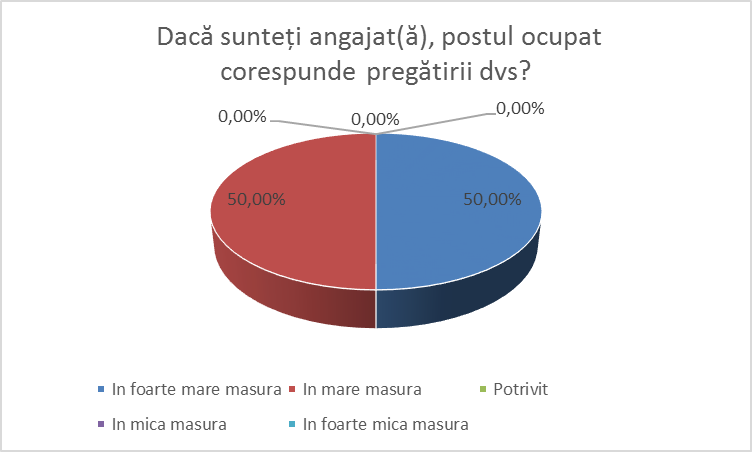 Dacă sunteți angajat(ă), postul ocupat
corespunde pregătirii dvs?
0,00%
0,00%
0,00%
50,00%
50,00%
In foarte mare masura
In mare masura
Potrivit
In mica masura
In foarte mica masura